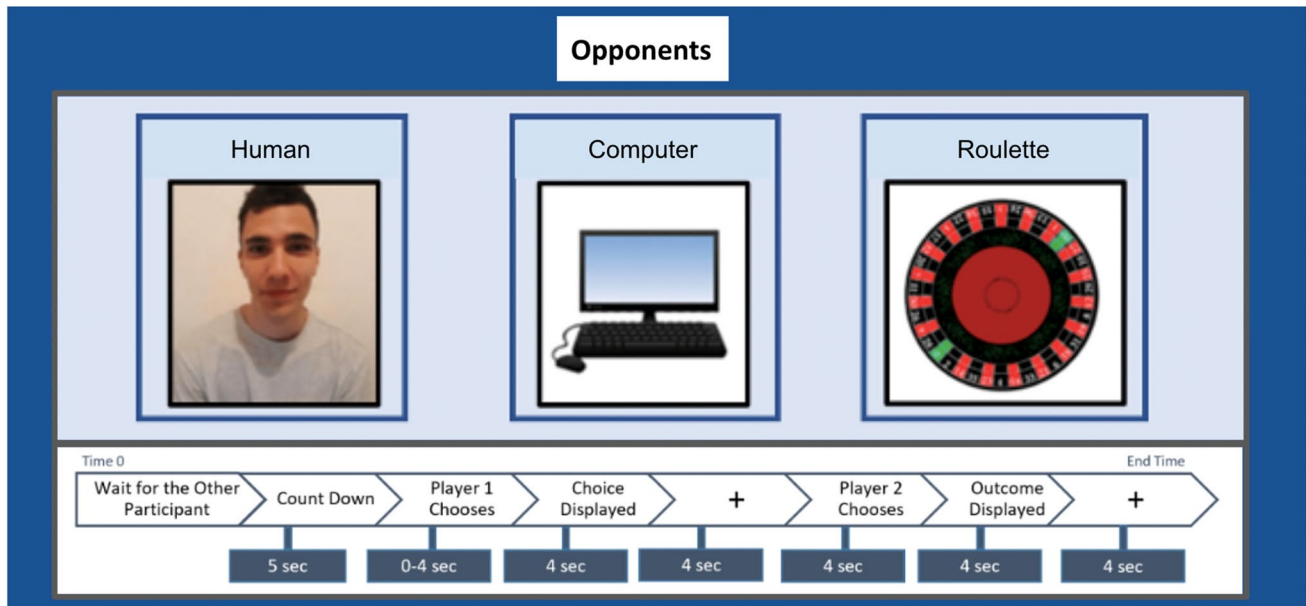 Opponents
Human
Computer
Roulette
Time 0
End Time
Wait for the Other
Participant
Count Down
Player 1
Chooses
Choice
Displayed
+
Player 2
Chooses
Outcome
Displayed
+
5 sec
0-4 sec
4 sec
4 sec
4 sec
4 sec
4 sec